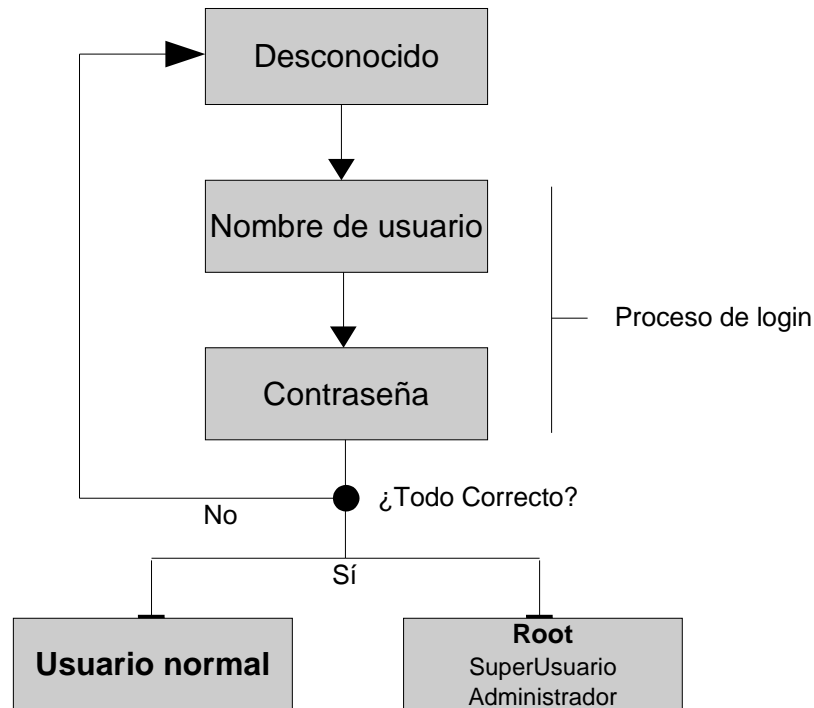 Desconocido
Nombre de usuario
Proceso de login
Contraseña
¿Todo Correcto?
No
Sí
Usuario normal
Root
SuperUsuario
Administrador